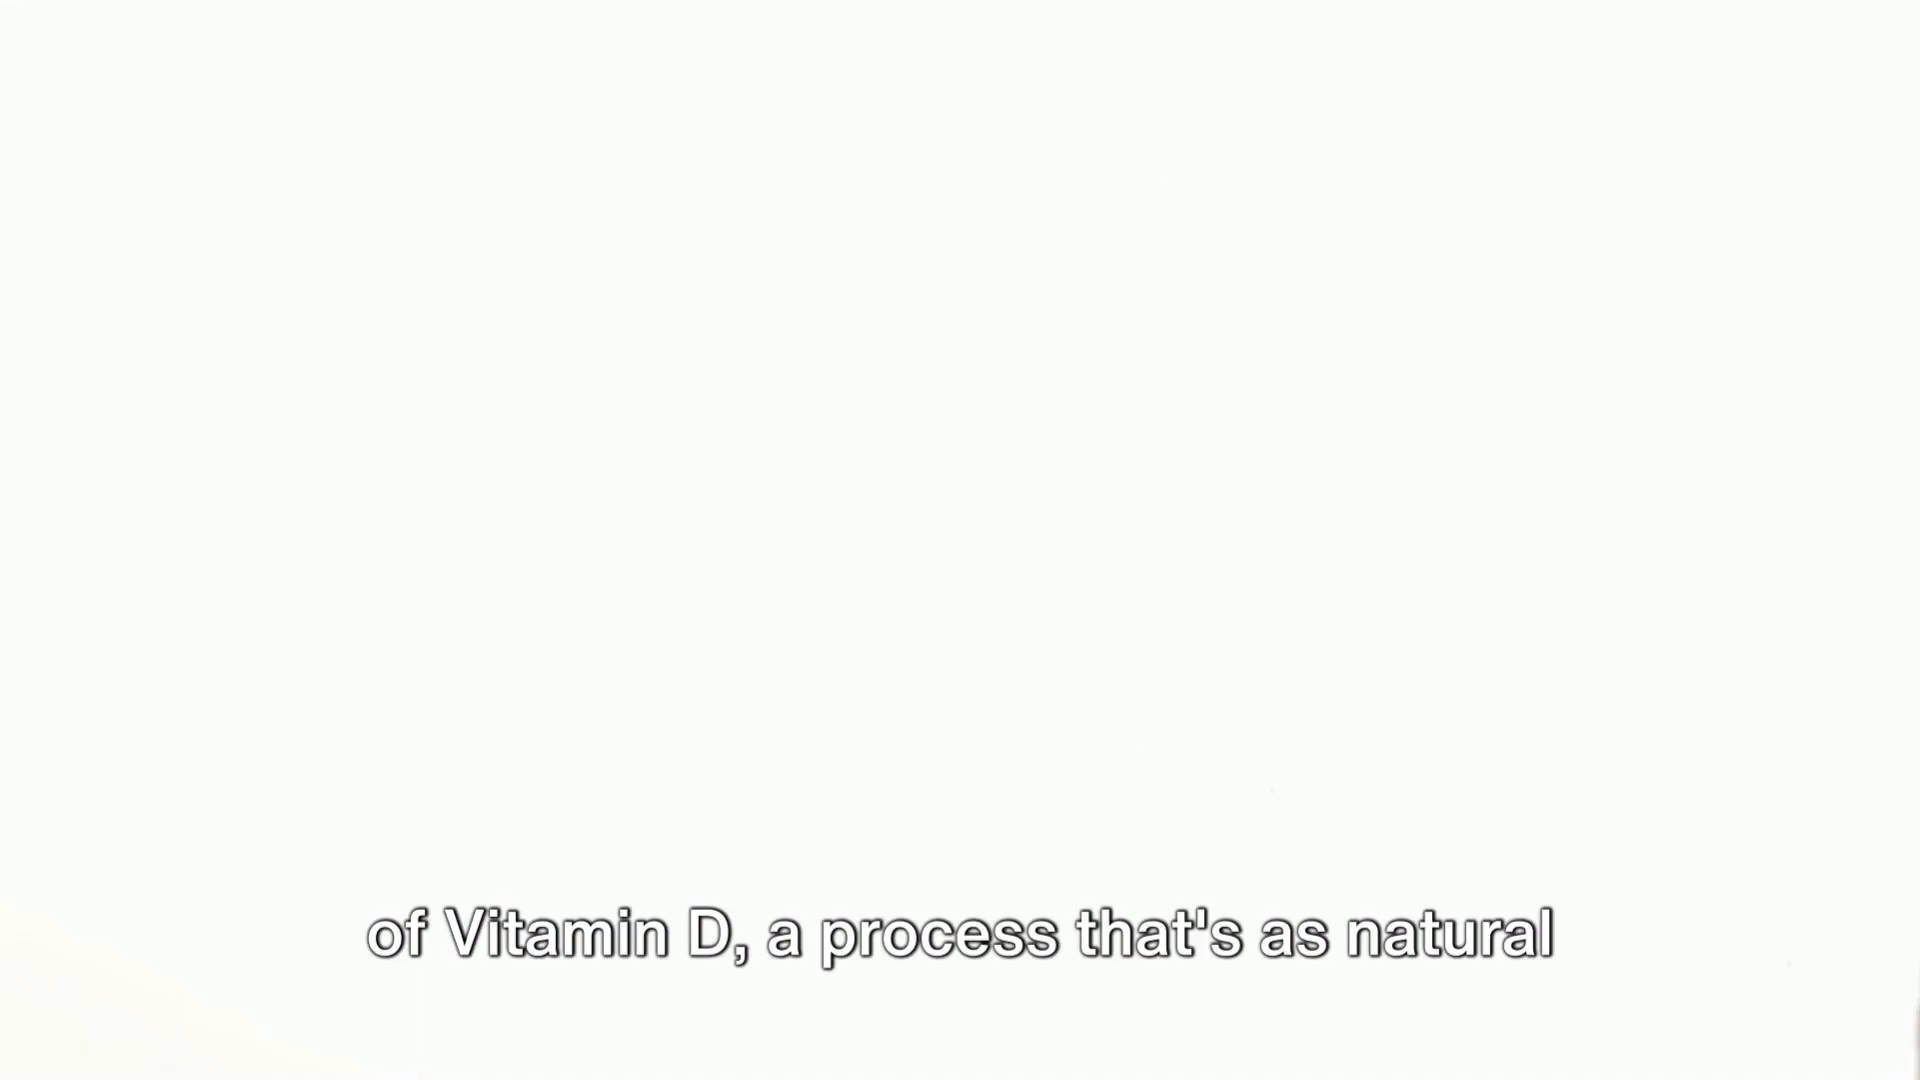 of Vitamin D, a process that's as natural